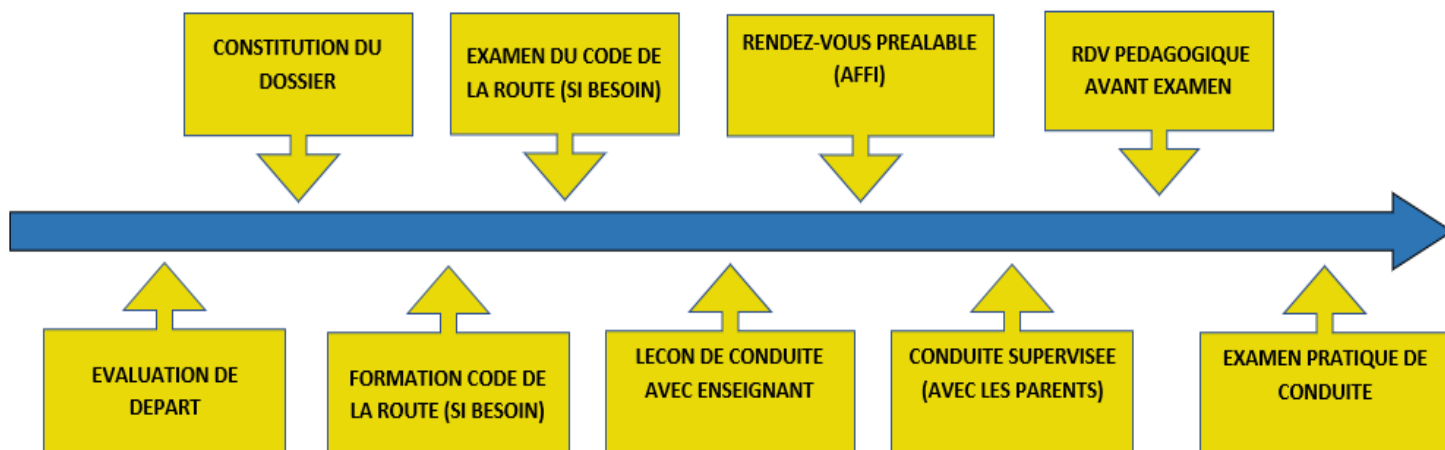 CONSTITUTION DU
DOSSIER
EXAMEN DU CODE DE
LA ROUTE (SI BESOIN)
RENDEZ-VOUS PREALABLE
(AFFI)
RDV PEDAGOGIQUE
AVANT EXAMEN
EVALUATION DE
DEPART
FORMATION CODE DE
LA ROUTE (SI BESOIN)
LECON DE CONDUITE
AVEC ENSEIGNANT
CONDUITE SUPERVISEE
(AVEC LES PARENTS)
EXAMEN PRATIQUE DE
CONDUITE